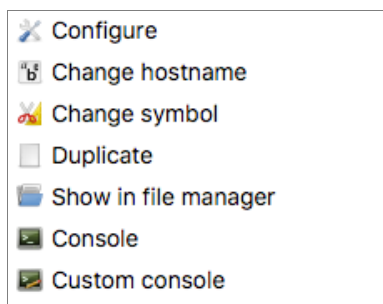 Configure
Change hostname
Change symbol
Duplicate
Show in file manager
Console
Custom console